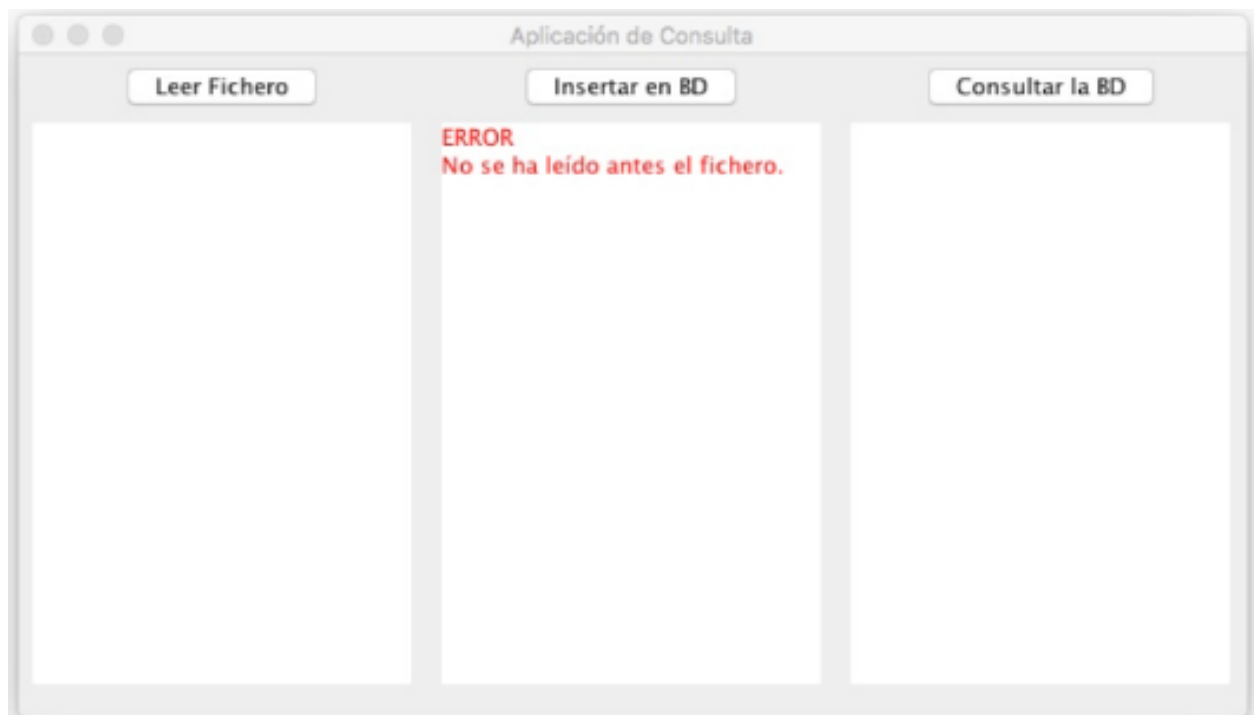 Aplicación de Consulta
Leer Fichero
Insertar en BD
Consultar la BD
ERROR
No se ha leído antes el fichero.